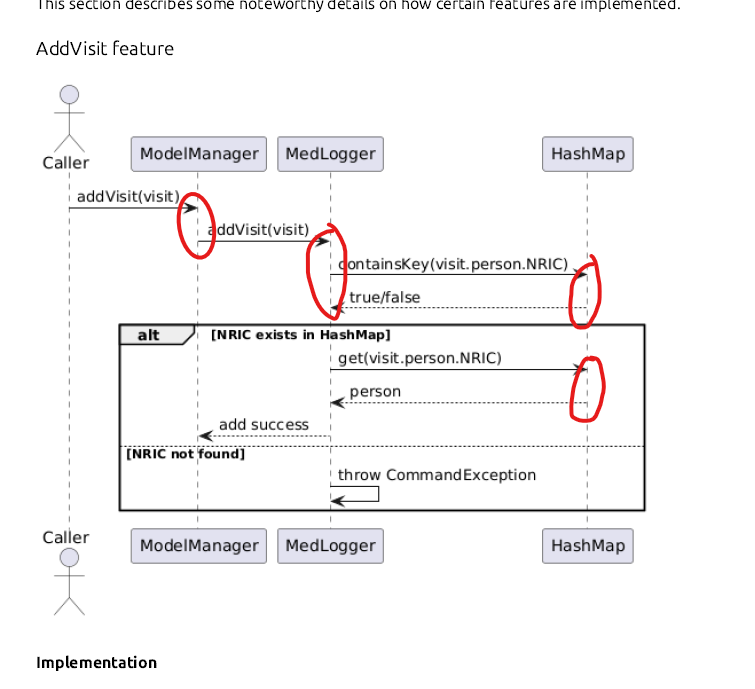 This section describes some noteworthy details on how certain features are implemented.
AddVisit feature
Caller
ModelManager
MedLogger
HashMap
addVisit(visit)
addVisit(visit)
containsKey(visit.person.NRIC)
true/false
alt
[NRIC exists in HashMap]
get(visit.person.NRIC)
person
add success
[NRIC not found]
throw CommandException
Caller
ModelManager
MedLogger
HashMap
Implementation